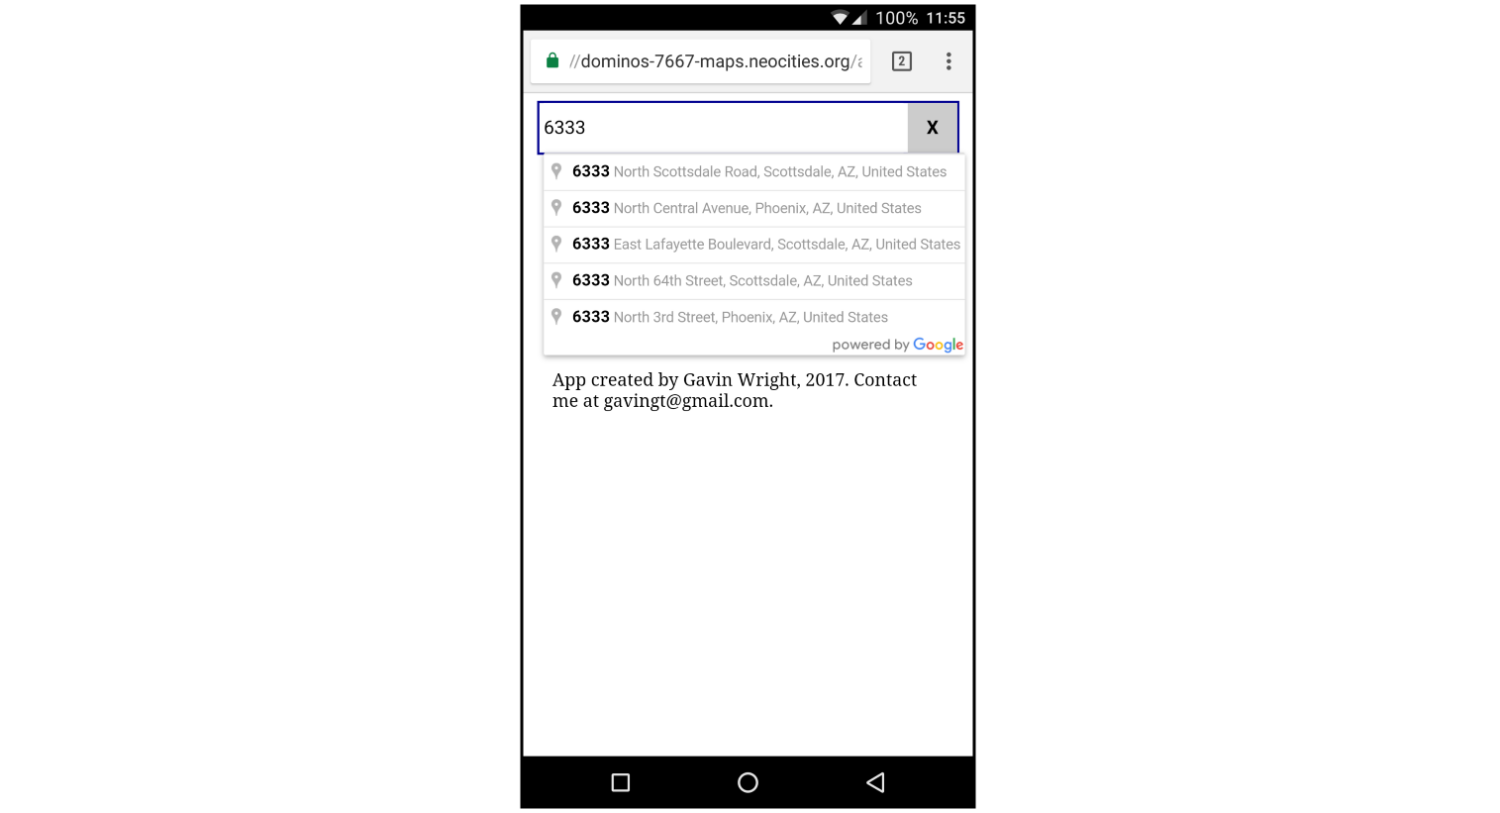 100% 11:55
//dominos-7667-maps.neocities.org/
2
6333
X
6333 North Scottsdale Road, Scottsdale, AZ, United States
6333 North Central Avenue, Phoenix, AZ, United States
6333 East Lafayette Boulevard, Scottsdale, AZ, United States
6333 North 64th Street, Scottsdale, AZ, United States
6333 North 3rd Street, Phoenix, AZ, United States
powered by Google
App created by Gavin Wright, 2017. Contact
me at gavingt@gmail.com.